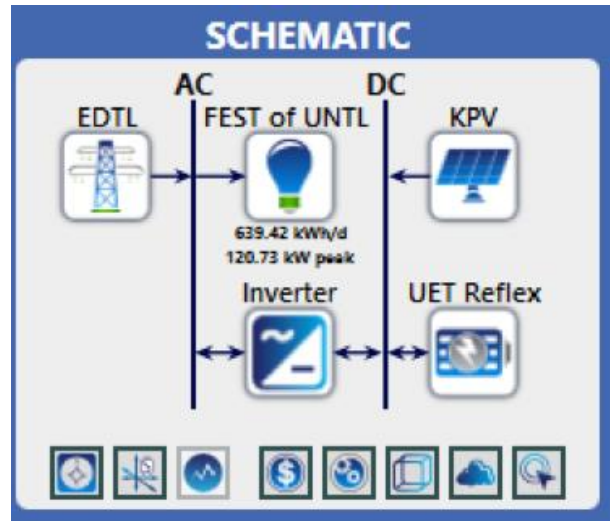 SCHEMATIC
AC DC
EDTL FEST of UNTL KPV
639.42 kWh/d
120.73 kW peak
Inverter UET Reflex